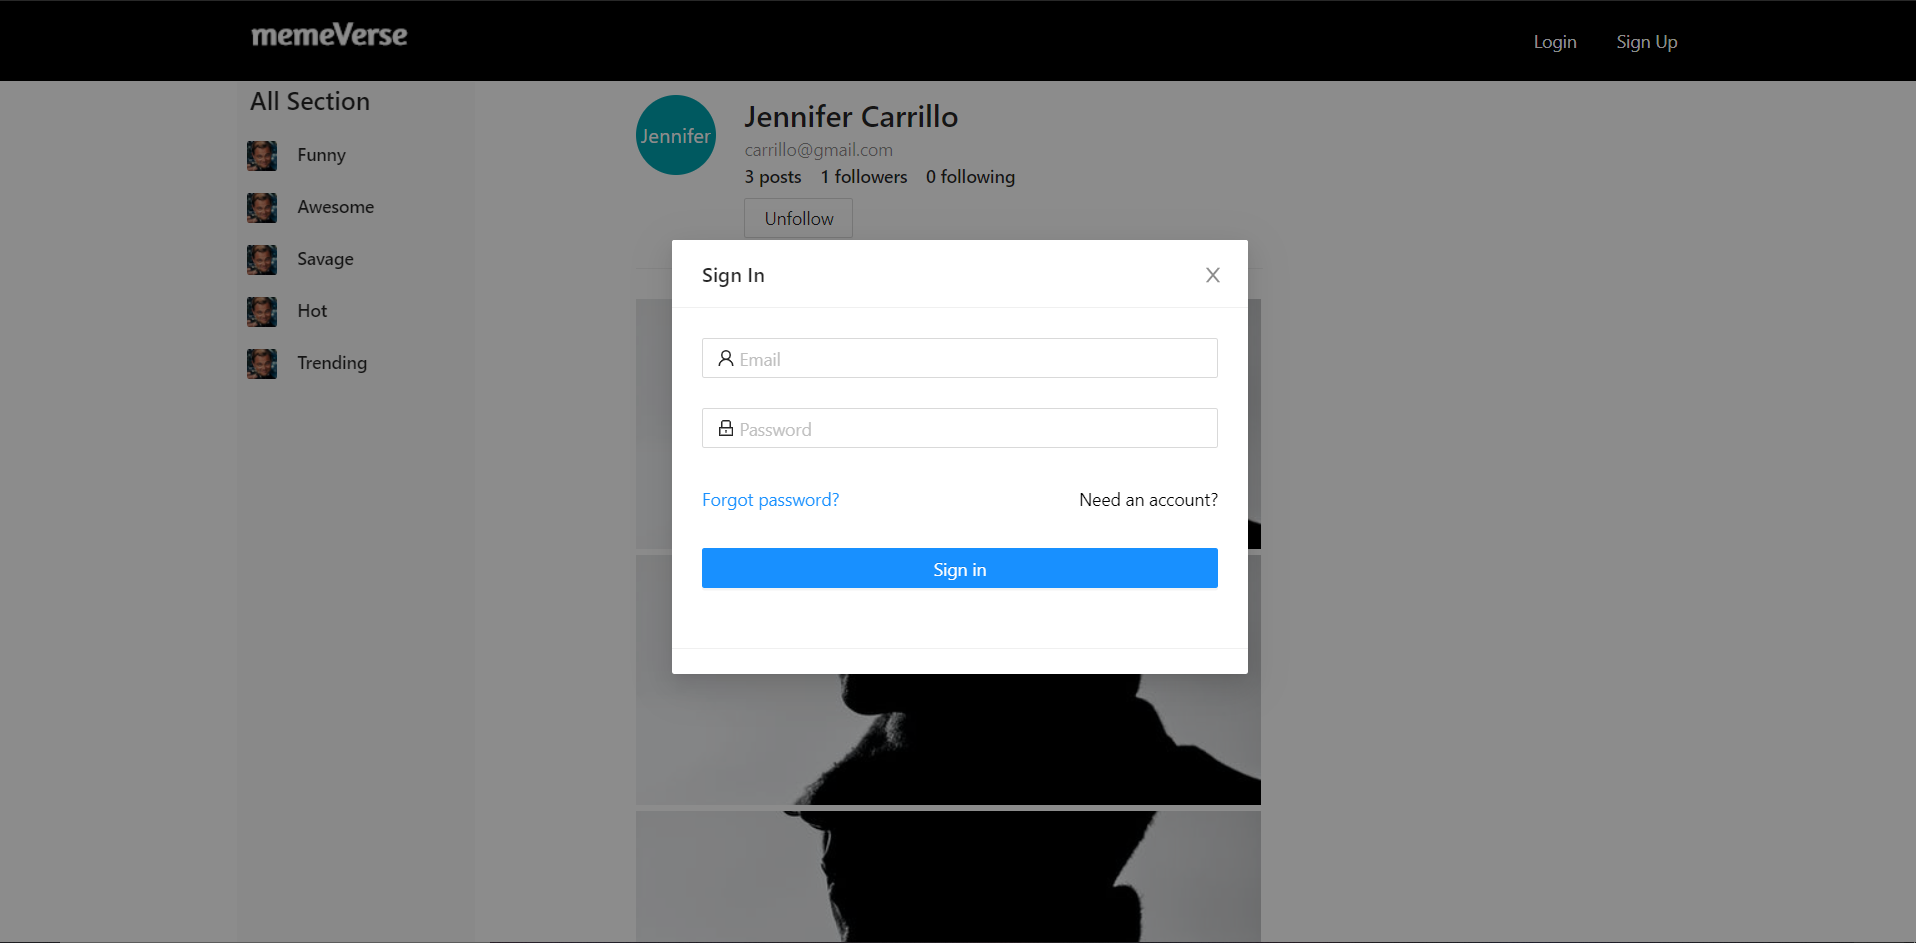 memeVerse
Login
Sign Up
All Section
Funny
Awesome
Savage
Hot
Trending
Jennifer
Jennifer Carrillo
carrillo@gmail.com
3 posts 1 followers 0 following
Unfollow
Sign In
Email
Password
Forgot password?
Need an account?
Sign in